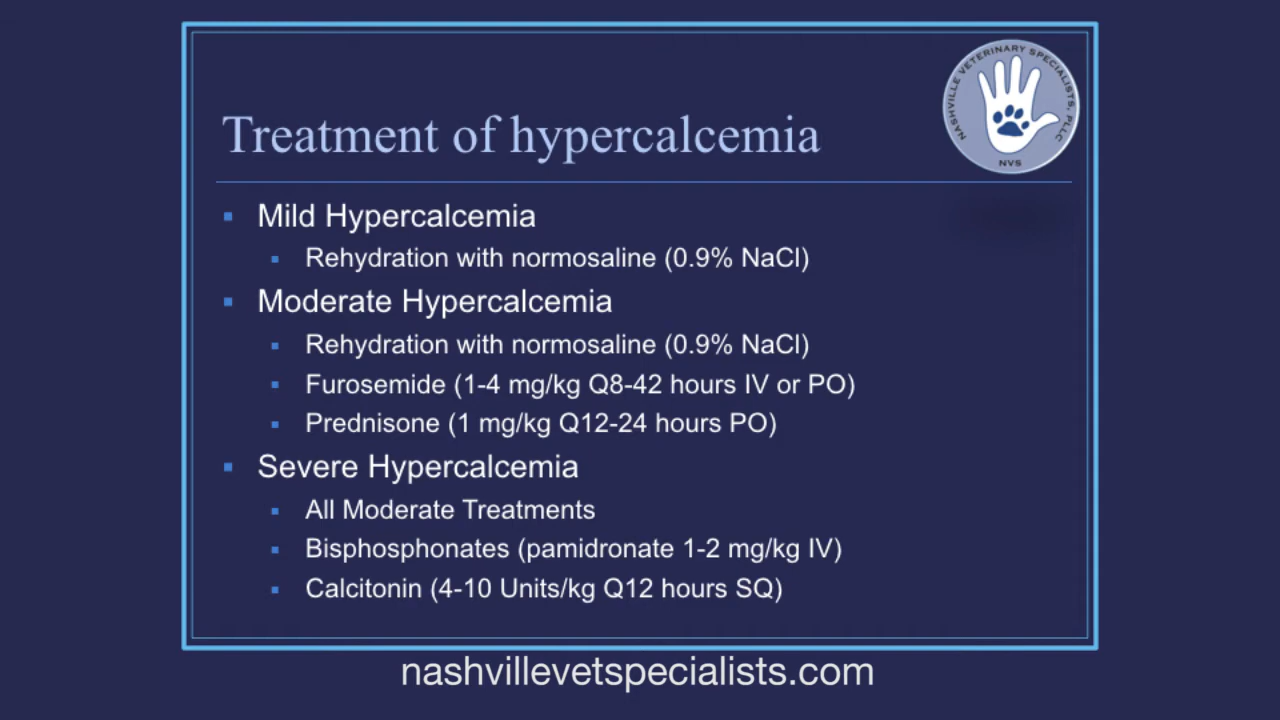 NASHVILLE VETERINARY SPECIALISTS, PLLC
NVS
Treatment of hypercalcemia
▪ Mild Hypercalcemia
▪ Rehydration with normosaline (0.9% NaCl)
▪ Moderate Hypercalcemia
▪ Rehydration with normosaline (0.9% NaCl)
▪ Furosemide (1-4 mg/kg Q8-42 hours IV or PO)
▪ Prednisone (1 mg/kg Q12-24 hours PO)
▪ Severe Hypercalcemia
▪ All Moderate Treatments
▪ Bisphosphonates (pamidronate 1-2 mg/kg IV)
▪ Calcitonin (4-10 Units/kg Q12 hours SQ)
nashvillevetspecialists.com